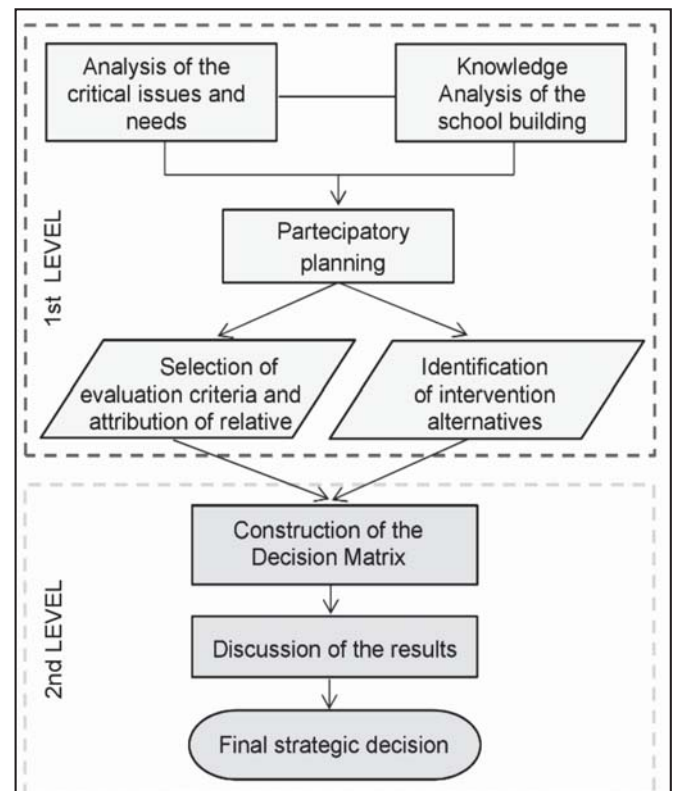 Analysis of the
critical issues and
needs
Knowledge
Analysis of the
school building
1st LEVEL
Partecipatory
planning
Selection of
evaluation criteria and
attribution of relative
Identification
of intervention
alternatives
2nd LEVEL
Construction of the
Decision Matrix
Discussion of the results
Final strategic decision